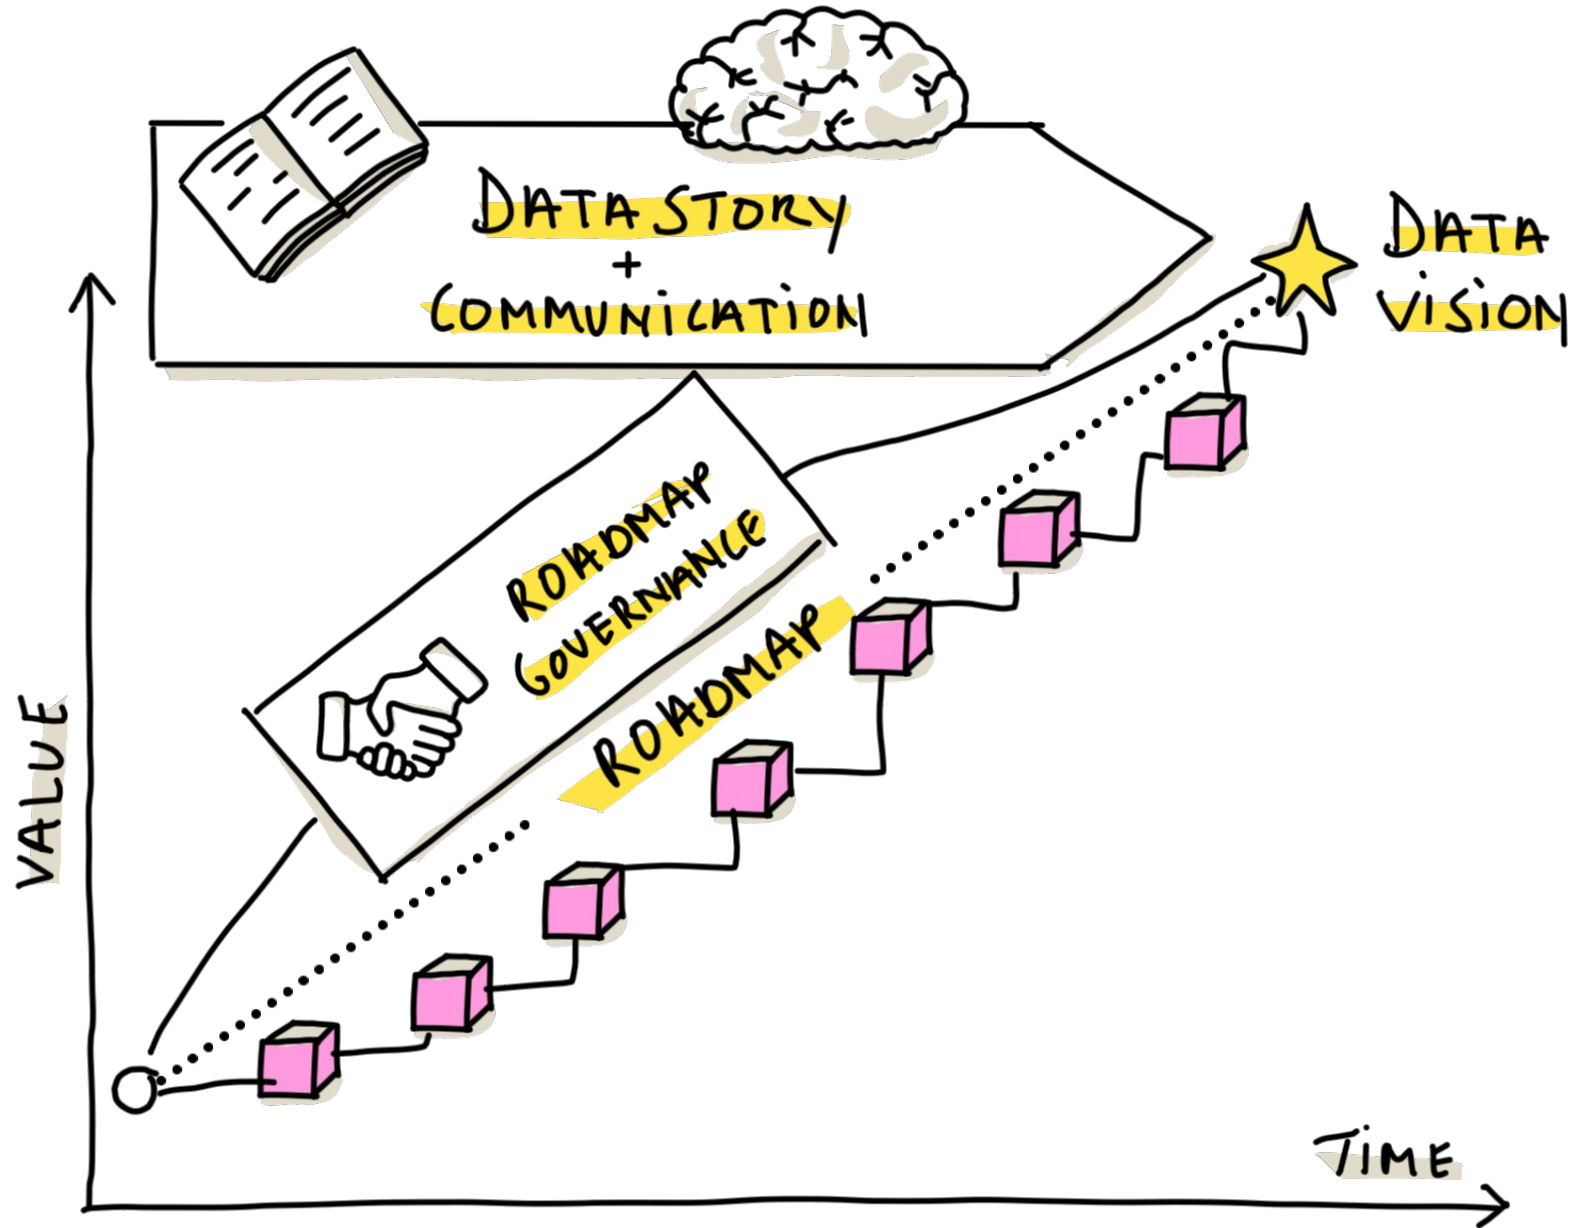 DATA STORY
+
COMMUNICATION
DATA
VISION
ROADMAP
GOVERNANCE
ROADMAP
VALUE
TIME